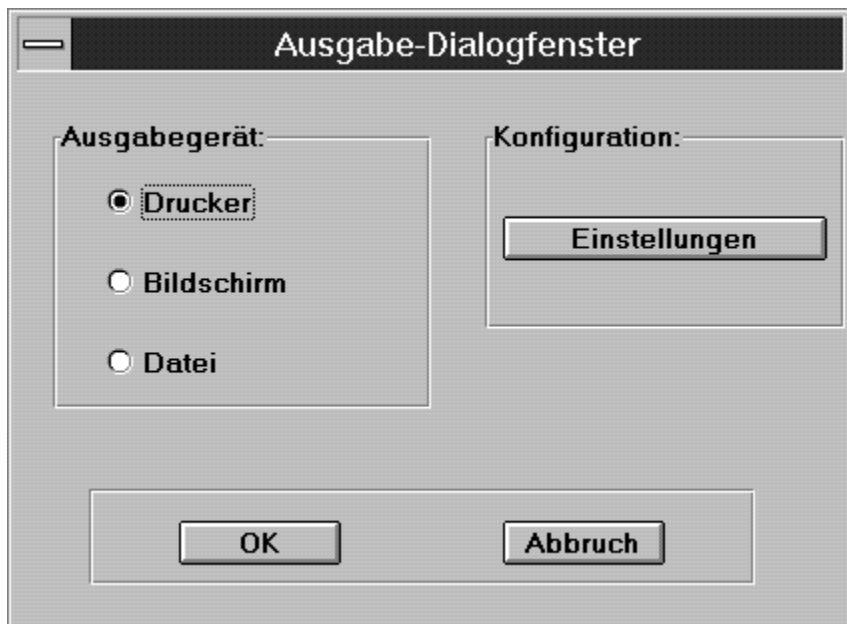 Ausgabe-Dialogfenster
Ausgabegerät:
Drucker
Bildschirm
Datei
Konfiguration:
Einstellungen
OK
Abbruch